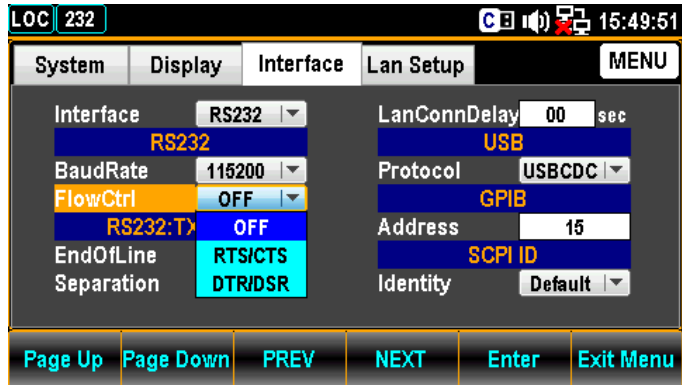 LOC 232 C 15:49:51
System Display Interface Lan Setup MENU
Interface RS232
RS232
BaudRate 115200
FlowCtrl OFF
RS232:TX
OFF
RTS/CTS
DTR/DSR
EndOfLine
Separation
LanConnDelay 00 sec
USB
Protocol USBCDC
GPIB
Address 15
SCPI ID
Identity Default
Page Up Page Down PREV NEXT Enter Exit Menu